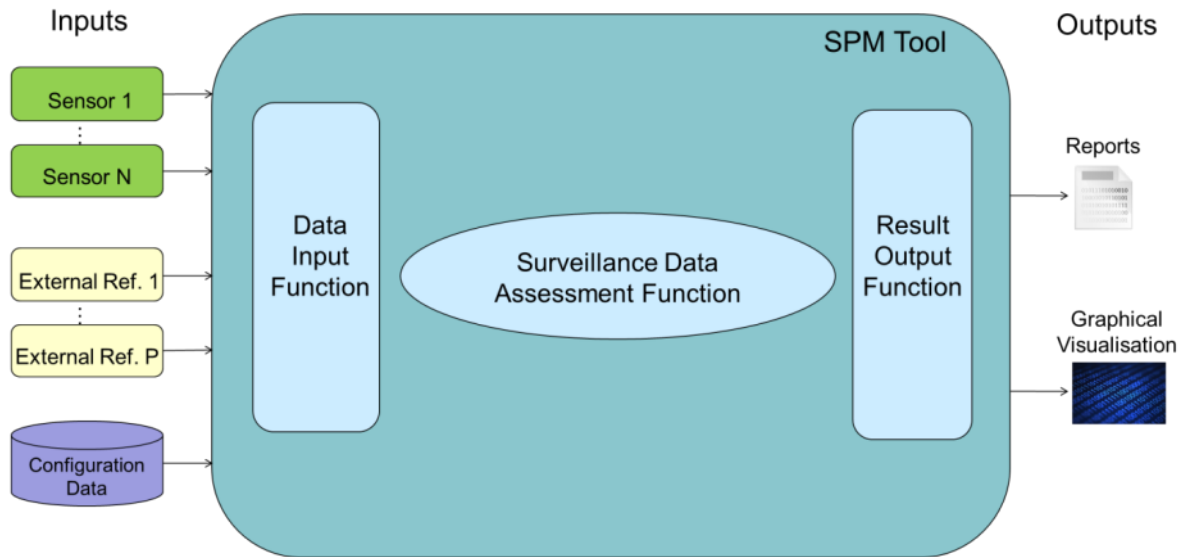 Inputs
Sensor 1
Sensor N
External Ref. 1
External Ref. P
Configuration
Data
SPM Tool
Data
Input
Function
Surveillance Data
Assessment Function
Result
Output
Function
Outputs
Reports
Graphical
Visualisation